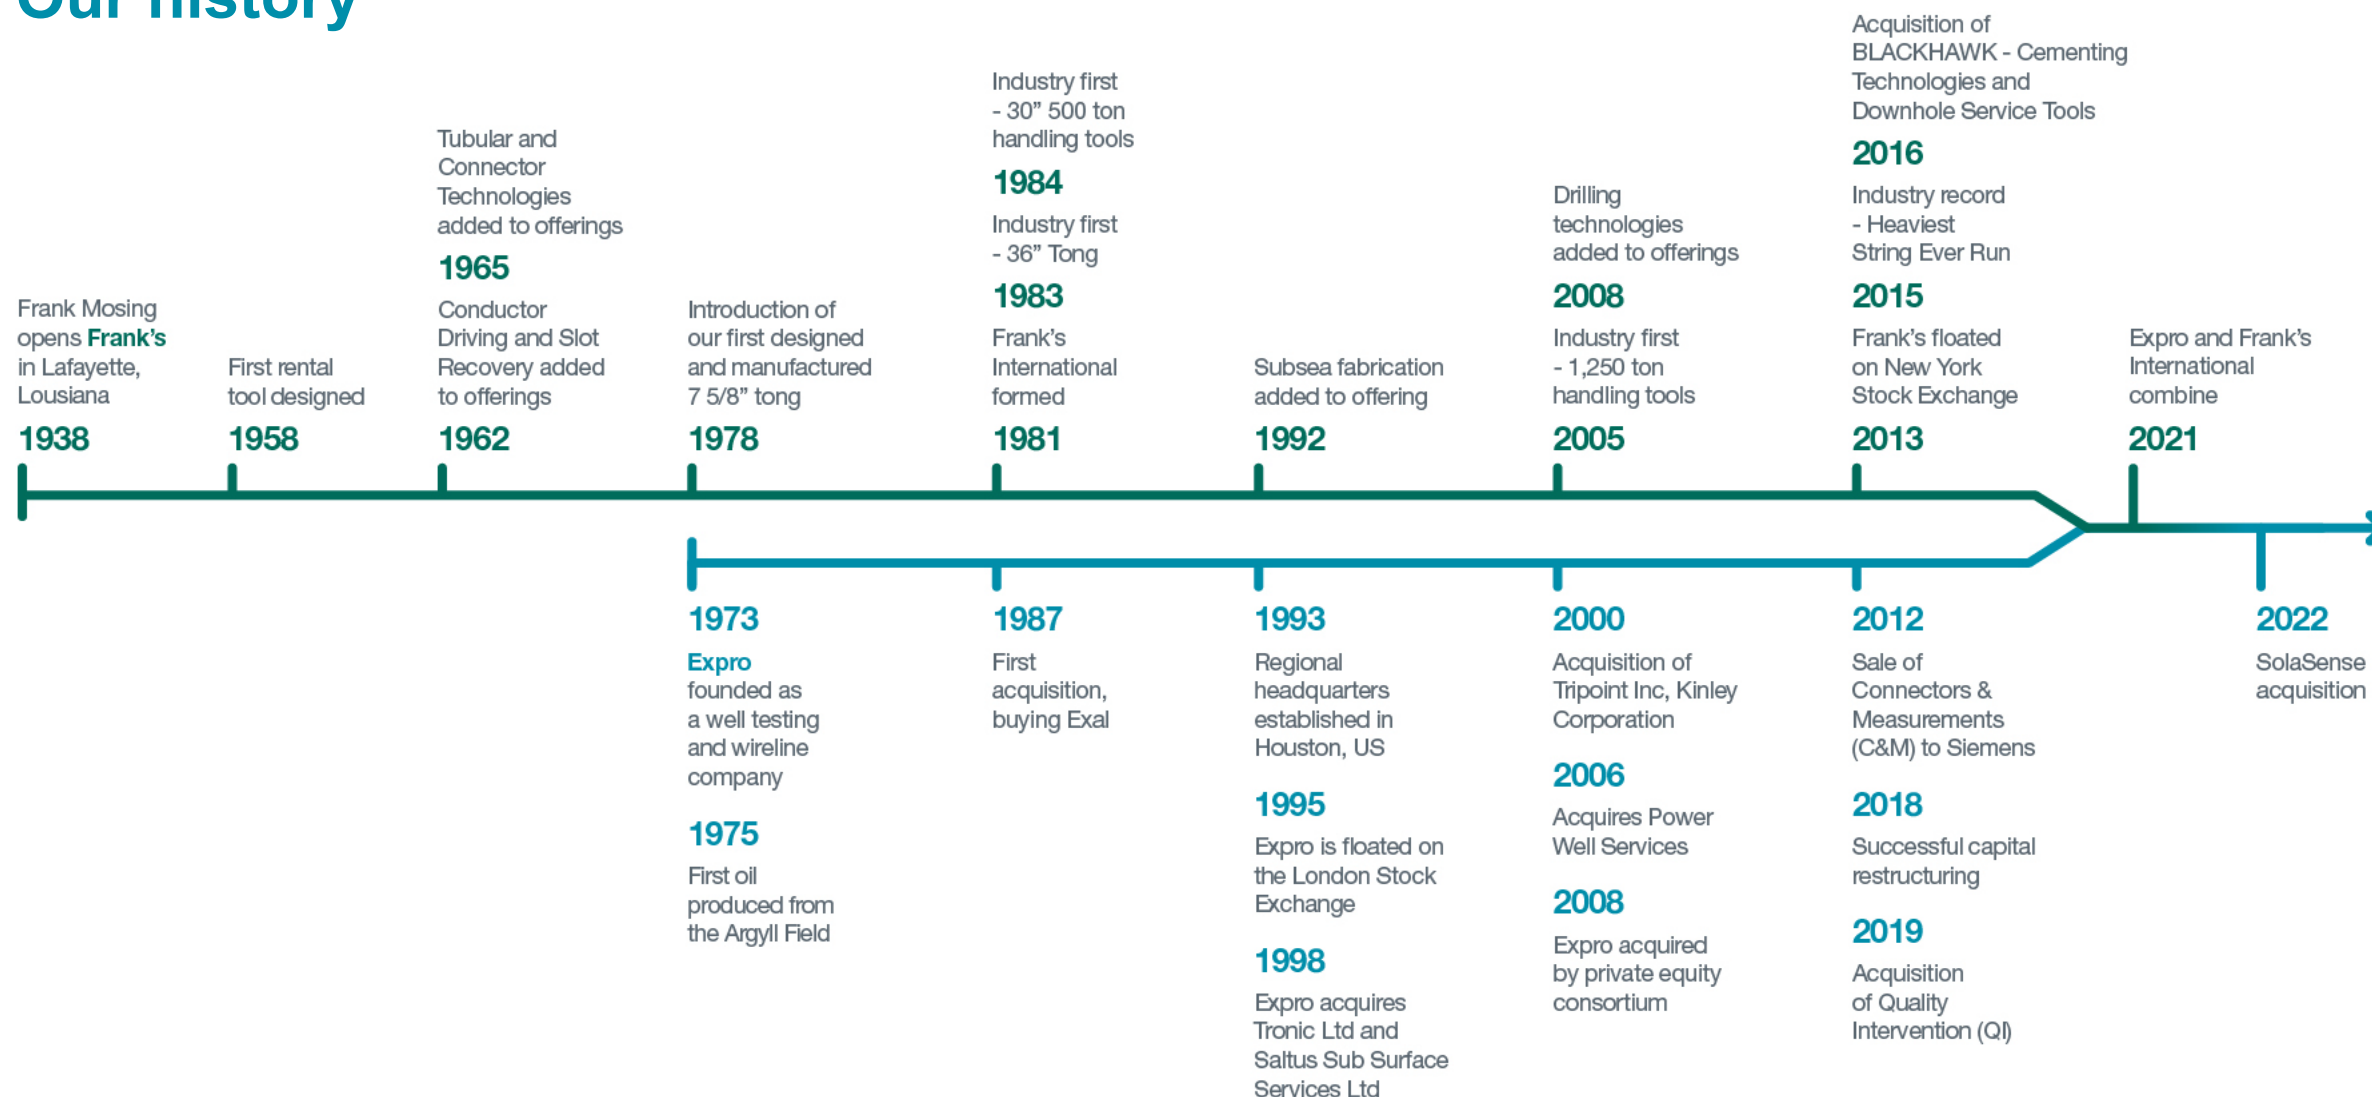 Our history
Frank Mosing
opens Frank's
in Lafayette,
Lousiana
1938
First rental
tool designed
1958
Tubular and
Connector
Technologies
added to offerings
1965
Conductor
Driving and Slot
Recovery added
to offerings
1962
Introduction of
our first designed
and manufactured
7 5/8” tong
1978
Industry first
- 30” 500 ton
handling tools
1984
Industry first
- 36” Tong
1983
Frank’s
International
formed
1981
Subsea fabrication
added to offering
1992
Drilling
technologies
added to offerings
2008
Industry first
- 1,250 ton
handling tools
2005
Acquisition of
BLACKHAWK - Cementing
Technologies and
Downhole Service Tools
2016
Industry record
- Heaviest
String Ever Run
2015
Frank’s floated
on New York
Stock Exchange
2013
Expro and Frank’s
International
combine
2021
1973
Expro
founded as
a well testing
and wireline
company
1975
First oil
produced from
the Argyll Field
1987
First
acquisition,
buying Exal
1993
Regional
headquarters
established in
Houston, US
1995
Expro is floated on
the London Stock
Exchange
1998
Expro acquires
Tronic Ltd and
Saltus Sub Surface
Services Ltd
2000
Acquisition of
Tripoint Inc, Kinley
Corporation
2006
Acquires Power
Well Services
2008
Expro acquired
by private equity
consortium
2012
Sale of
Connectors &
Measurements
(C&M) to Siemens
2018
Successful capital
restructuring
2019
Acquisition
of Quality
Intervention (QI)
2022
SolaSense
acquisition